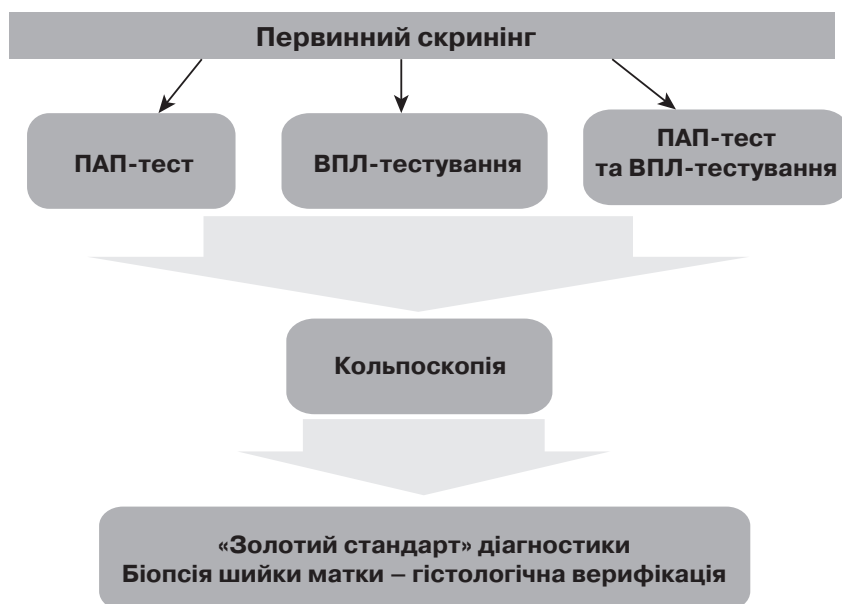 Первинний скринінг
ПАП-тест
ВПЛ-тестування
ПАП-тест
та ВПЛ-тестування
Кольпоскопія
«Золотий стандарт» діагностики
Біопсія шийки матки – гістологічна верифікація